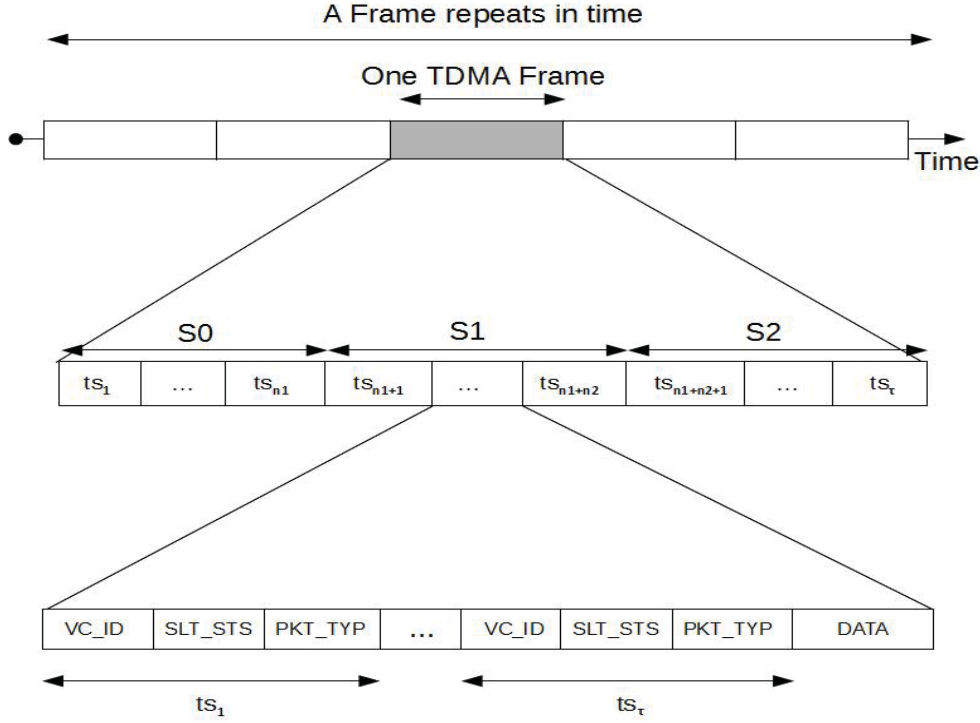 A Frame repeats in time
One TDMA Frame
Time
S0 S1 S2
ts1 ... tsn1 tsn1+1 ... tsn1+n2 tsn1+n2+1 ... tsτ
VC_ID SLT_STS PKT_TYP ... VC_ID SLT_STS PKT_TYP DATA
ts1 tsτ